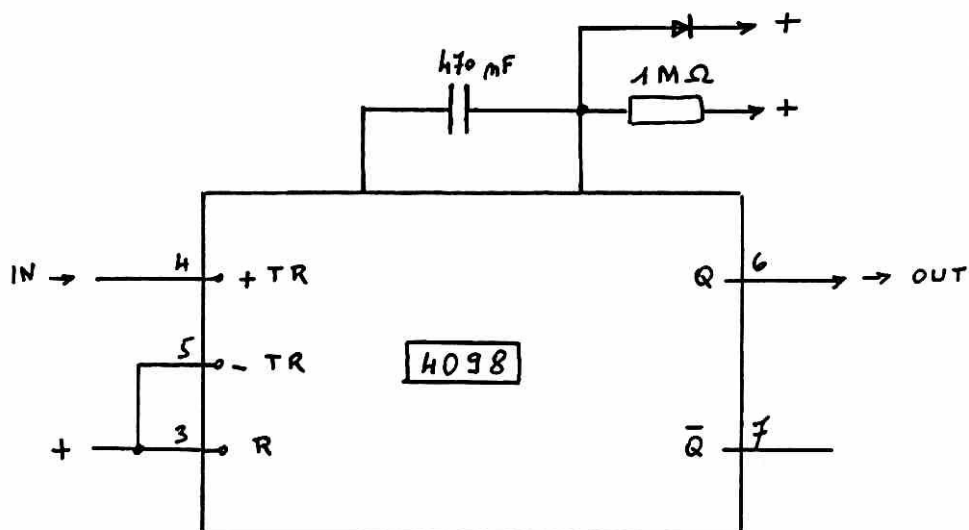 +
470 nF
1 MΩ
+
IN → 4 + TR
Q 6 → OUT
5 - TR
4098
+ 3 R
Q̄ 7